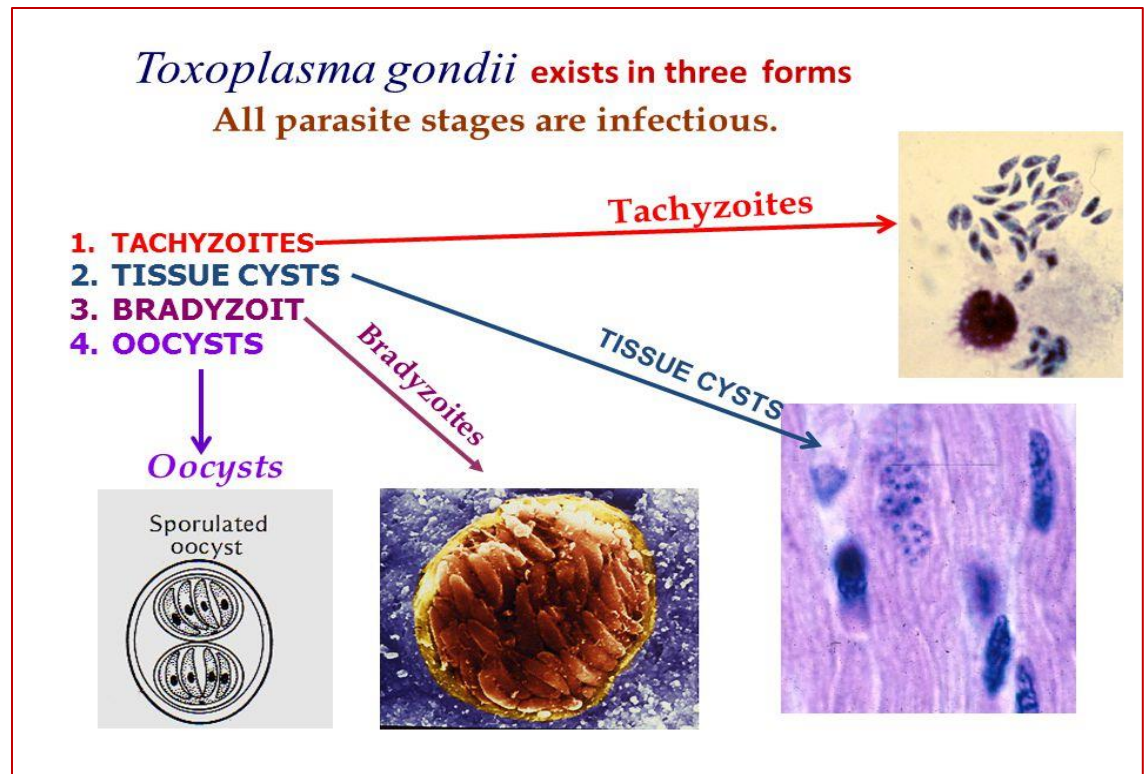 Toxoplasma gondii exists in three forms
All parasite stages are infectious.
Tachyzoites
1. TACHYZOITES
2. TISSUE CYSTS
3. BRADYZOIT
4. OOCYSTS
Bradyzoites
TISSUE CYSTS
Oocysts
Sporulated
oocyst